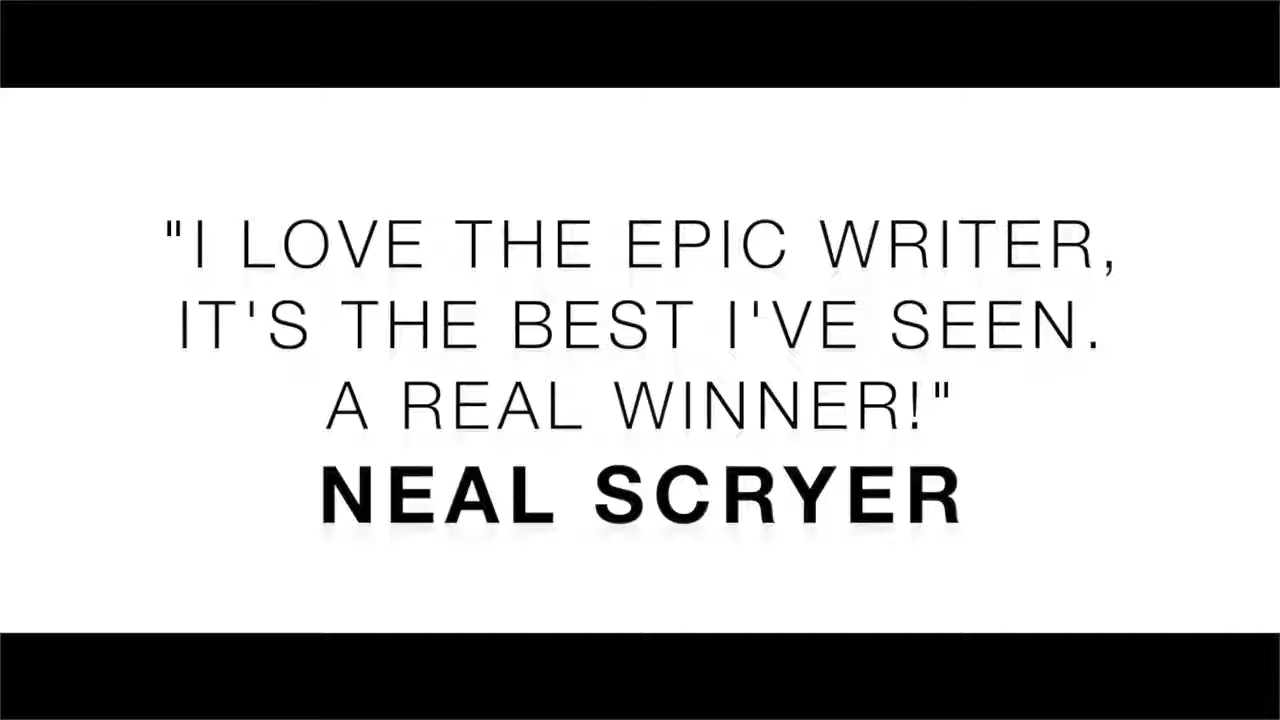 "I LOVE THE EPIC WRITER,
IT'S THE BEST I'VE SEEN.
A REAL WINNER!"
NEAL SCRYER